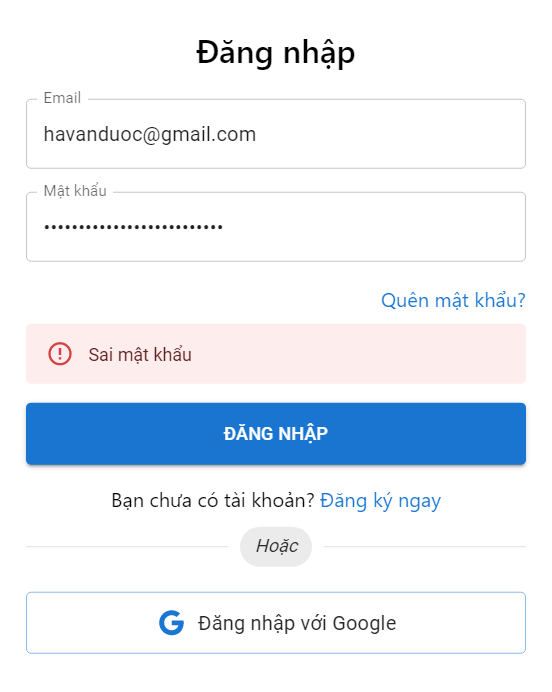 Đăng nhập
Email
havanduoc@gmail.com
Mật khẩu
••••••••••••••••••••••••••
Quên mật khẩu?
Sai mật khẩu
ĐĂNG NHẬP
Bạn chưa có tài khoản? Đăng ký ngay
Hoặc
Đăng nhập với Google